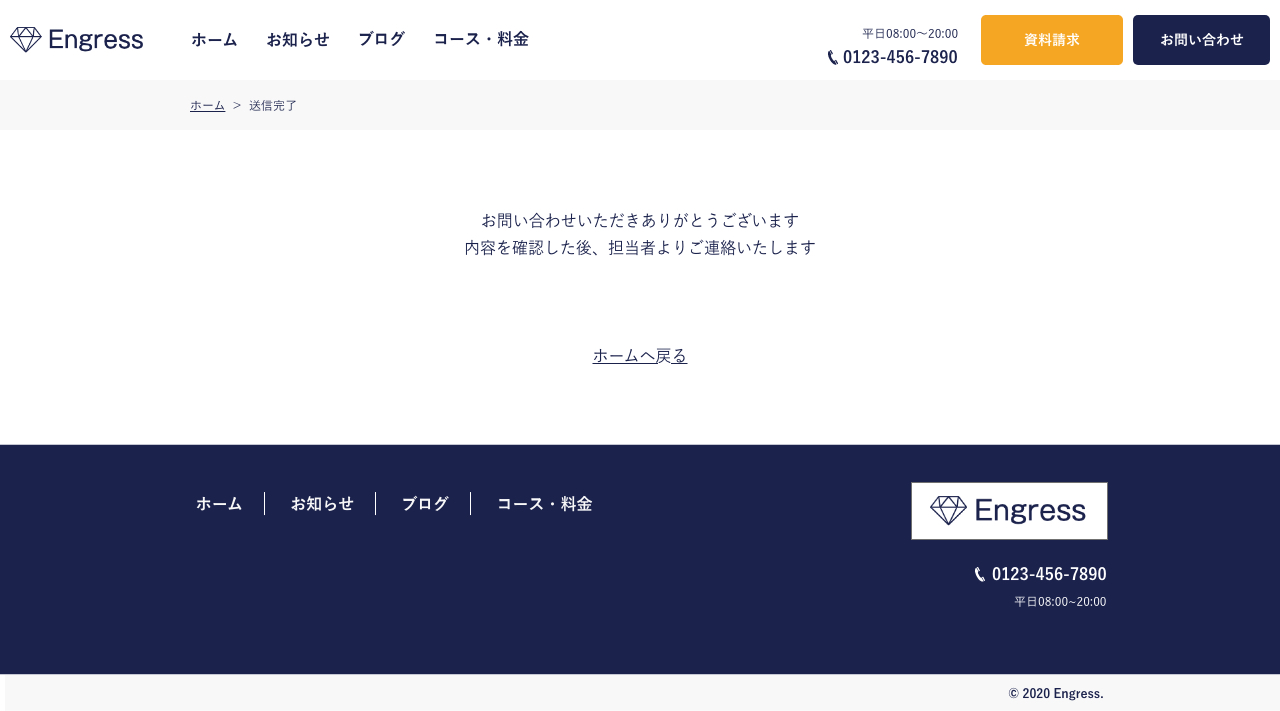 Engress
ホーム
お知らせ
ブログ
コース・料金
平日08:00〜20:00
0123-456-7890
資料請求
お問い合わせ
ホーム > 送信完了
お問い合わせいただきありがとうございます
内容を確認した後、担当者よりご連絡いたします
ホームへ戻る
ホーム
お知らせ
ブログ
コース・料金
Engress
0123-456-7890
平日08:00~20:00
© 2020 Engress.